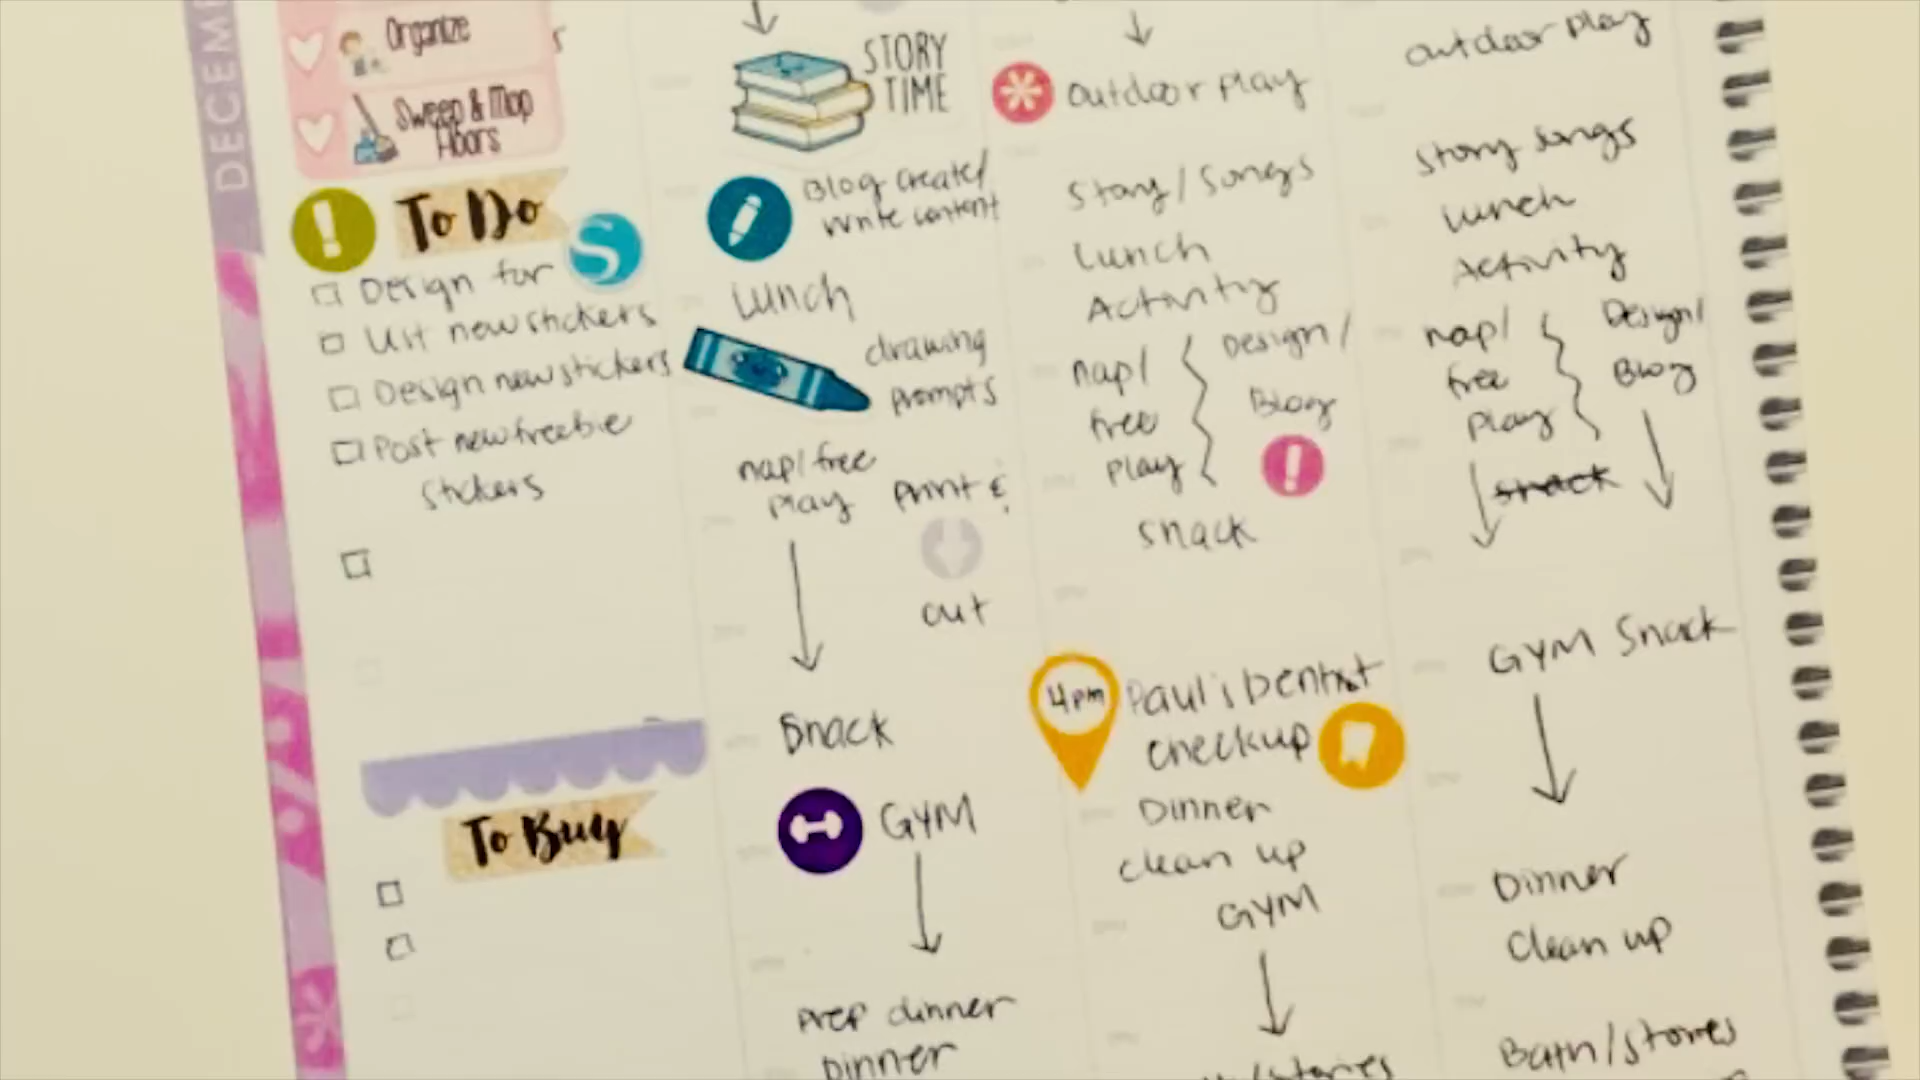 DECEM
Organize
Sweep & Mop
Floors
To Do
Design for
S
Cut new stickers
Design new stickers
Post new freebie
stickers
To Buy
STORY
TIME
Blog create/
write content
Lunch
drawing
prompts
nap/free
play
print &
cut
Snack
GYM
Prep dinner
Dinner
Outdoor play
Story/Songs
Lunch
Activity
nap/
free
play
Design/
Blog
snack
4pm
Paul's Dentist
checkup
Dinner
clean up
GYM
/stories
outdoor play
Story songs
Lunch
Activity
nap/
free
play
Design/
Blog
snack
GYM Snack
Dinner
Clean up
Bath/stories